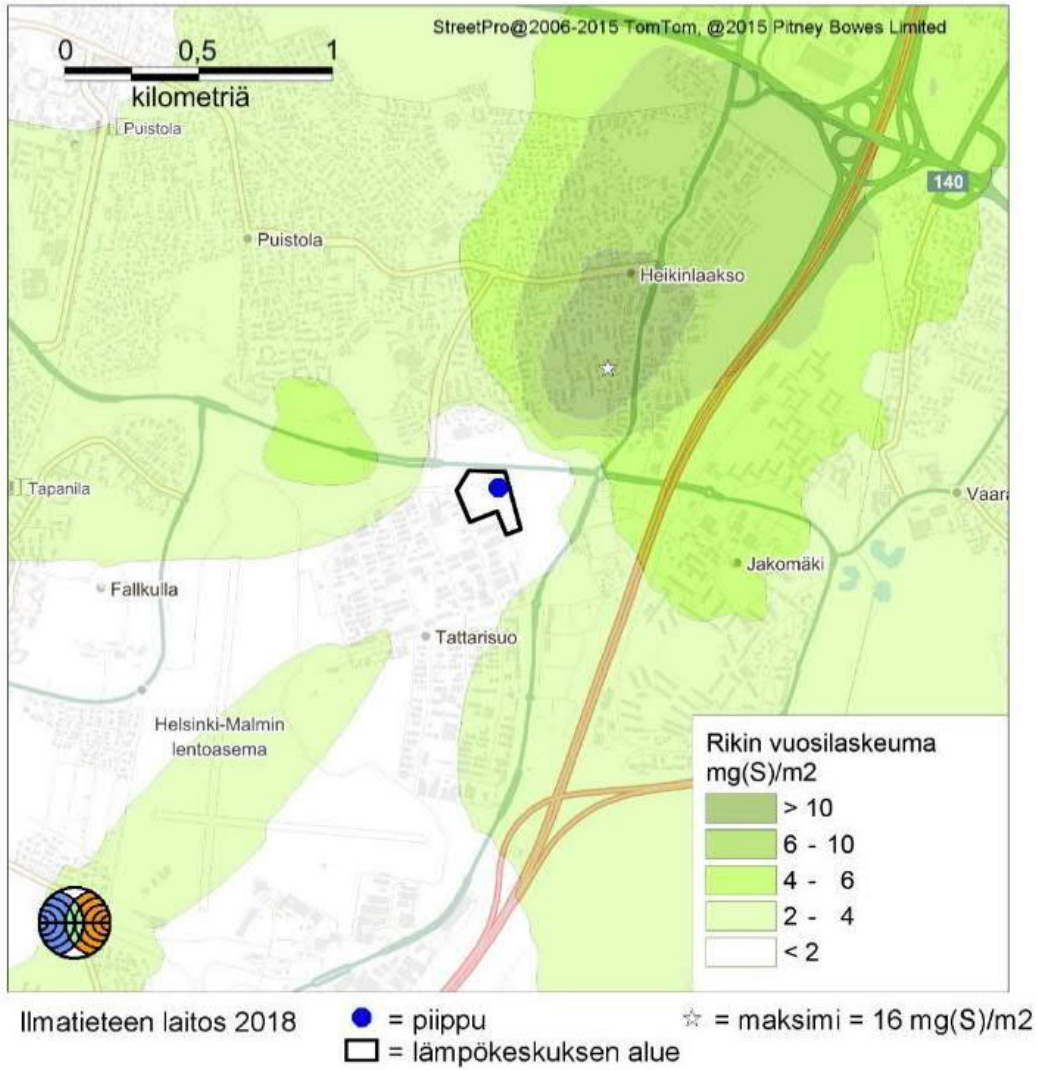 StreetPro@2006-2015 TomTom, @2015 Pitney Bowes Limited
0 0,5 1
kilometriä
Puistola
140
Puistola
Heikinlaakso
Tapanila
Vaara
Jakomäki
Fallkulla
Tattarisuo
Helsinki-Malmin
lentoasema
Rikin vuosilaskeuma
mg(S)/m2
> 10
6 - 10
4 - 6
2 - 4
< 2
Ilmatieteen laitos 2018
= piippu
= maksimi = 16 mg(S)/m2
= lämpökeskuksen alue